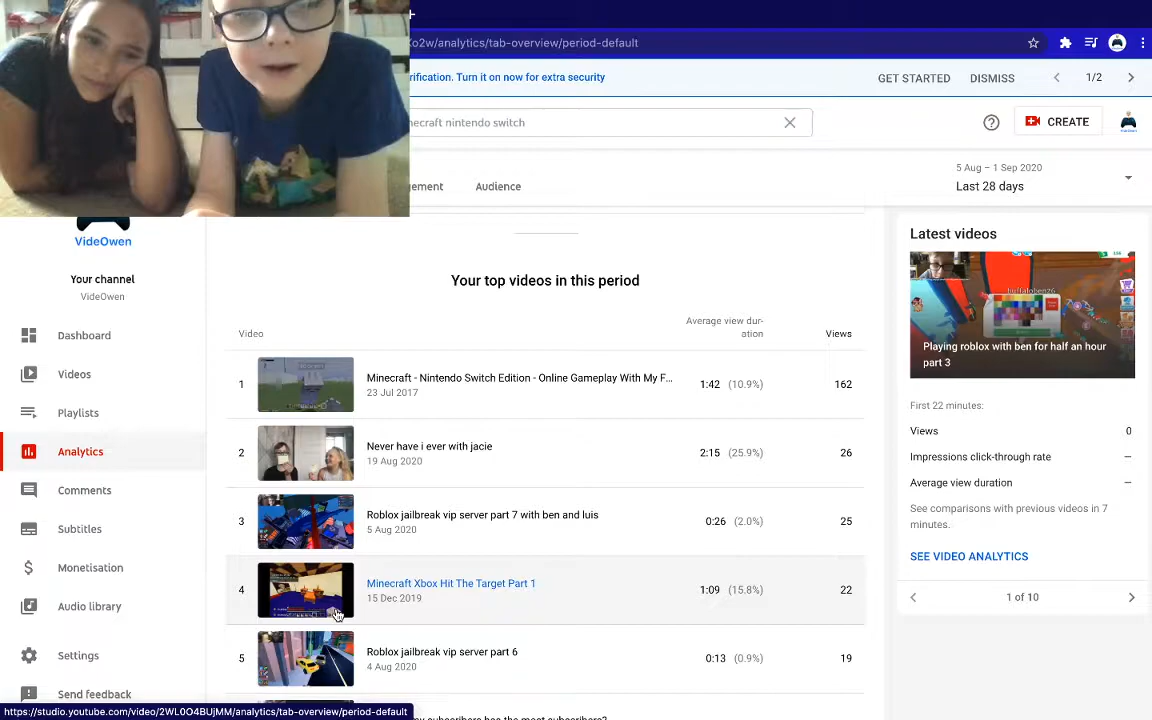 Xo2w/analytics/tab-overview/period-default
rification. Turn it on now for extra security
GET STARTED
DISMISS
1/2
necraft nintendo switch
CREATE
gement
Audience
5 Aug – 1 Sep 2020
Last 28 days
VideOwen
Your channel
VideOwen
Dashboard
Videos
Playlists
Analytics
Comments
Subtitles
Monetisation
Audio library
Settings
Send feedback
Your top videos in this period
Video
Average view dur-
ation
Views
1
Minecraft - Nintendo Switch Edition - Online Gameplay With My F...
23 Jul 2017
1:42 (10.9%)
162
2
Never have i ever with jacie
19 Aug 2020
2:15 (25.9%)
26
3
Roblox jailbreak vip server part 7 with ben and luis
5 Aug 2020
0:26 (2.0%)
25
4
Minecraft Xbox Hit The Target Part 1
15 Dec 2019
1:09 (15.8%)
22
5
Roblox jailbreak vip server part 6
4 Aug 2020
0:13 (0.9%)
19
my subscribers has the most subscribers?
Latest videos
buffaloben26
Playing roblox with ben for half an hour
part 3
First 22 minutes:
Views
0
Impressions click-through rate
–
Average view duration
–
See comparisons with previous videos in 7
minutes.
SEE VIDEO ANALYTICS
1 of 10
https://studio.youtube.com/video/2WL0O4BUjMM/analytics/tab-overview/period-default